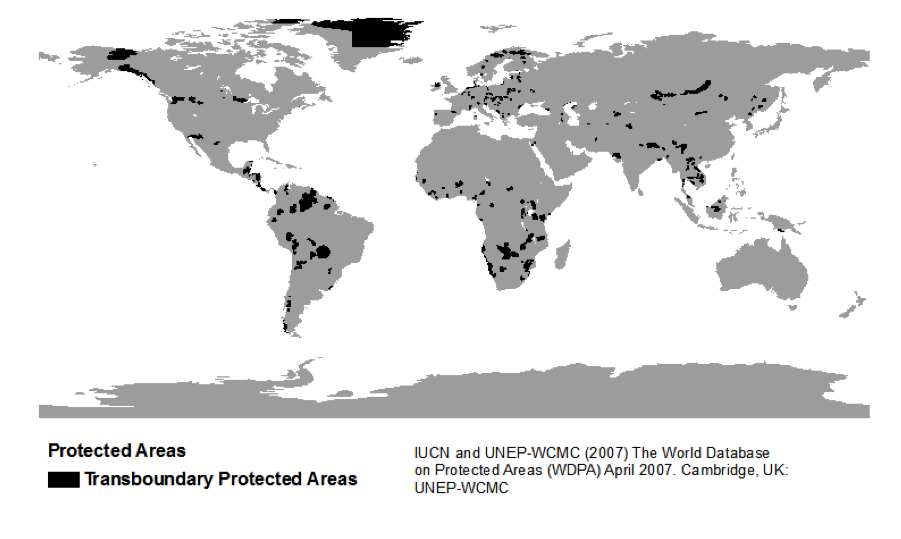 Protected Areas
Transboundary Protected Areas
IUCN and UNEP-WCMC (2007) The World Database
on Protected Areas (WDPA) April 2007. Cambridge, UK:
UNEP-WCMC